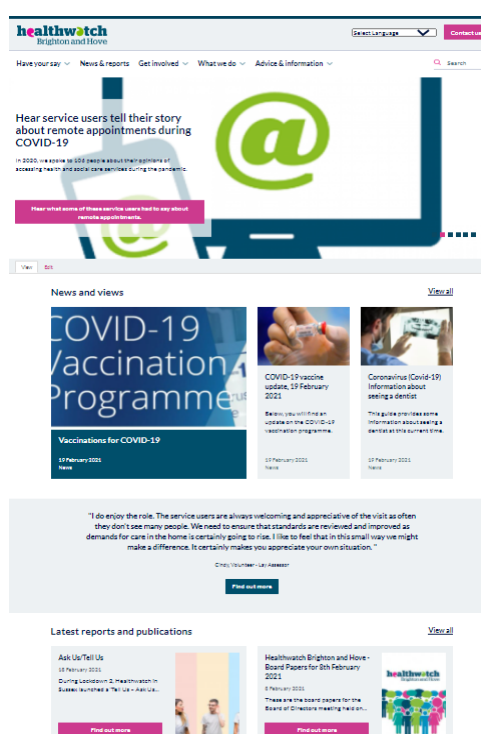 healthwatch
Brighton and Hove
Select Language
Contact us
Have your say
News & reports
Get involved
What we do
Advice & information
Search
Hear service users tell their story
about remote appointments during
COVID-19
In 2020, we spoke to 106 people about their opinions of
accessing health and social care services during the pandemic.
Hear what some of these service users had to say about
remote appointments.
@
@
View
Edit
News and views
View all
COVID-19
Vaccination
Programme
Vaccinations for COVID-19
19 February 2021
News
COVID-19 vaccine
update, 19 February
2021
Below, you will find an
update on the COVID-19
vaccination programme.
19 February 2021
News
Coronavirus (Covid-19)
Information about
seeing a dentist
This guide provides some
information about seeing a
dentist at this current time.
19 February 2021
News
"I do enjoy the role. The service users are always welcoming and appreciative of the visit as often
they don't see many people. We need to ensure that standards are reviewed and improved as
demands for care in the home is certainly going to rise. I like to feel that in this small way we might
make a difference. It certainly makes you appreciate your own situation. "
Cindy, Volunteer - Lay Assessor
Find out more
Latest reports and publications
View all
Ask Us/Tell Us
18 February 2021
During Lockdown 2, Healthwatch in
Sussex launched a 'Tell Us - Ask Us...
Find out more
Healthwatch Brighton and Hove -
Board Papers for 8th February
2021
8 February 2021
These are the board papers for the
Board of Directors meeting held on...
Find out more
healthwatch
Brighton and Hove